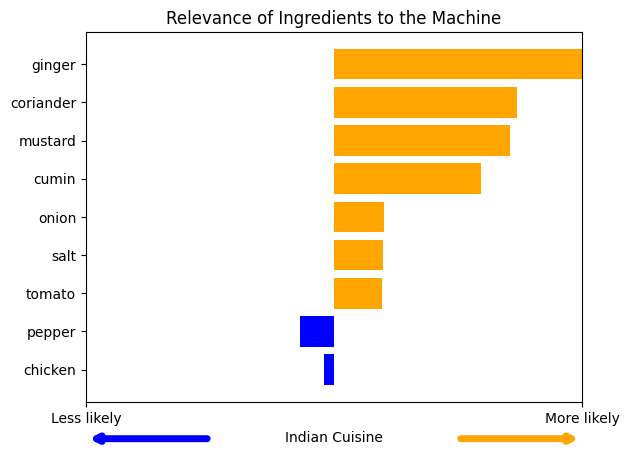 Relevance of Ingredients to the Machine
ginger
coriander
mustard
cumin
onion
salt
tomato
pepper
chicken
Less likely
More likely
Indian Cuisine